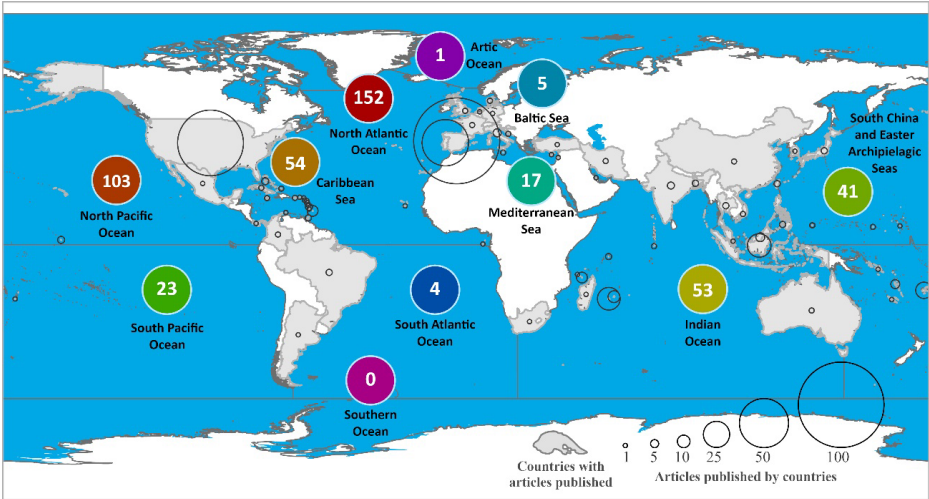 1
Artic
Ocean
5
Baltic Sea
152
North Atlantic
Ocean
South China
and Easter
Archipielagic
Seas
41
54
Caribbean
Sea
103
North Pacific
Ocean
17
Mediterranean
Sea
23
South Pacific
Ocean
4
South Atlantic
Ocean
53
Indian
Ocean
0
Southern
Ocean
Countries with
articles published
1 5 10 25 50 100
Articles published by countries